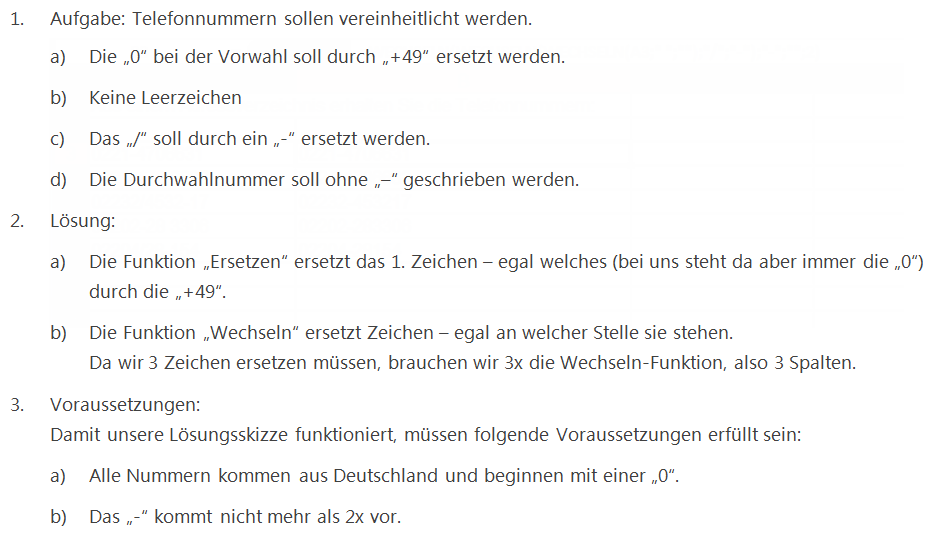 1. Aufgabe: Telefonnummern sollen vereinheitlicht werden.
a) Die „0“ bei der Vorwahl soll durch „+49“ ersetzt werden.
b) Keine Leerzeichen
c) Das „/“ soll durch ein „-“ ersetzt werden.
d) Die Durchwahlnummer soll ohne „–“ geschrieben werden.
2. Lösung:
a) Die Funktion „Ersetzen“ ersetzt das 1. Zeichen – egal welches (bei uns steht da aber immer die „0“)
durch die „+49“.
b) Die Funktion „Wechseln“ ersetzt Zeichen – egal an welcher Stelle sie stehen.
Da wir 3 Zeichen ersetzen müssen, brauchen wir 3x die Wechseln-Funktion, also 3 Spalten.
3. Voraussetzungen:
Damit unsere Lösungsskizze funktioniert, müssen folgende Voraussetzungen erfüllt sein:
a) Alle Nummern kommen aus Deutschland und beginnen mit einer „0“.
b) Das „-“ kommt nicht mehr als 2x vor.